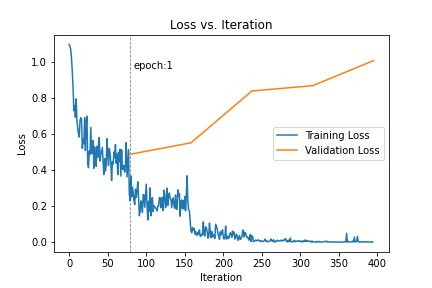 Loss vs. Iteration
epoch:1
Training Loss
Validation Loss
Loss
1.0
0.8
0.6
0.4
0.2
0.0
0 50 100 150 200 250 300 350 400
Iteration